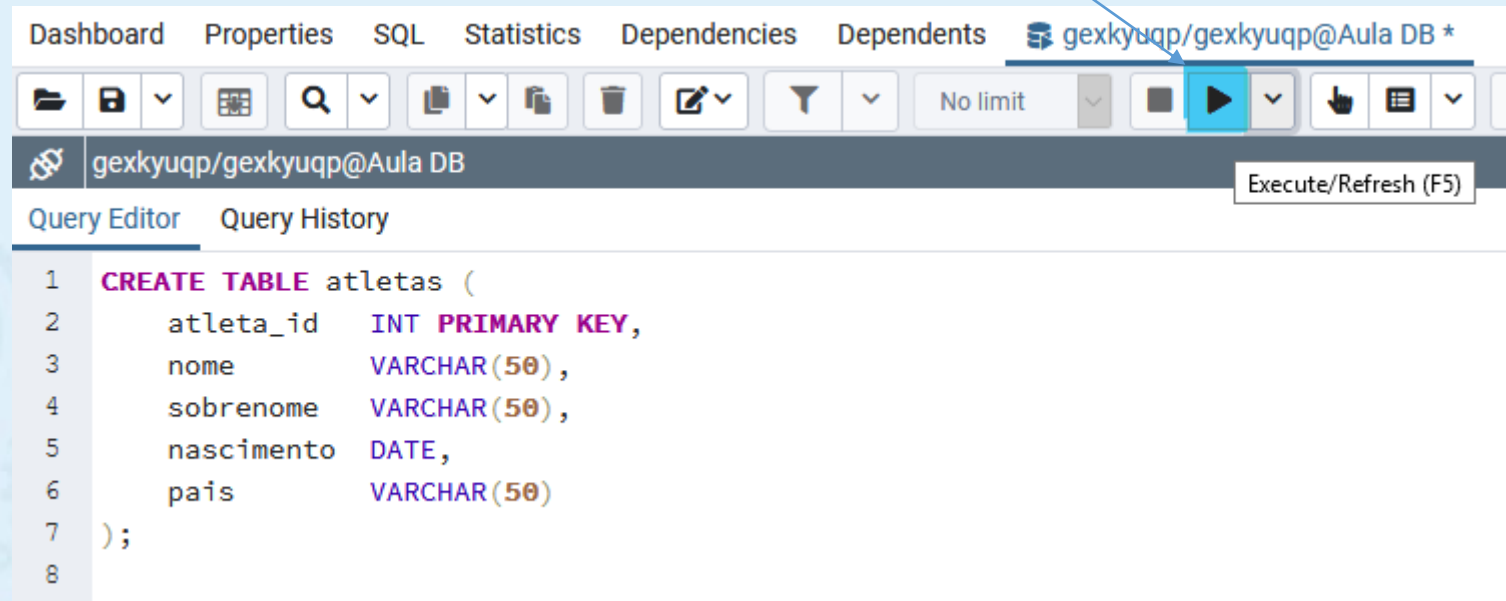 Dashboard Properties SQL Statistics Dependencies Dependents gexkyuqp/gexkyuqp@Aula DB *
No limit
gexkyuqp/gexkyuqp@Aula DB
Execute/Refresh (F5)
Query Editor Query History
1 CREATE TABLE atletas (
2 atleta_id INT PRIMARY KEY,
3 nome VARCHAR(50),
4 sobrenome VARCHAR(50),
5 nascimento DATE,
6 pais VARCHAR(50)
7 );
8